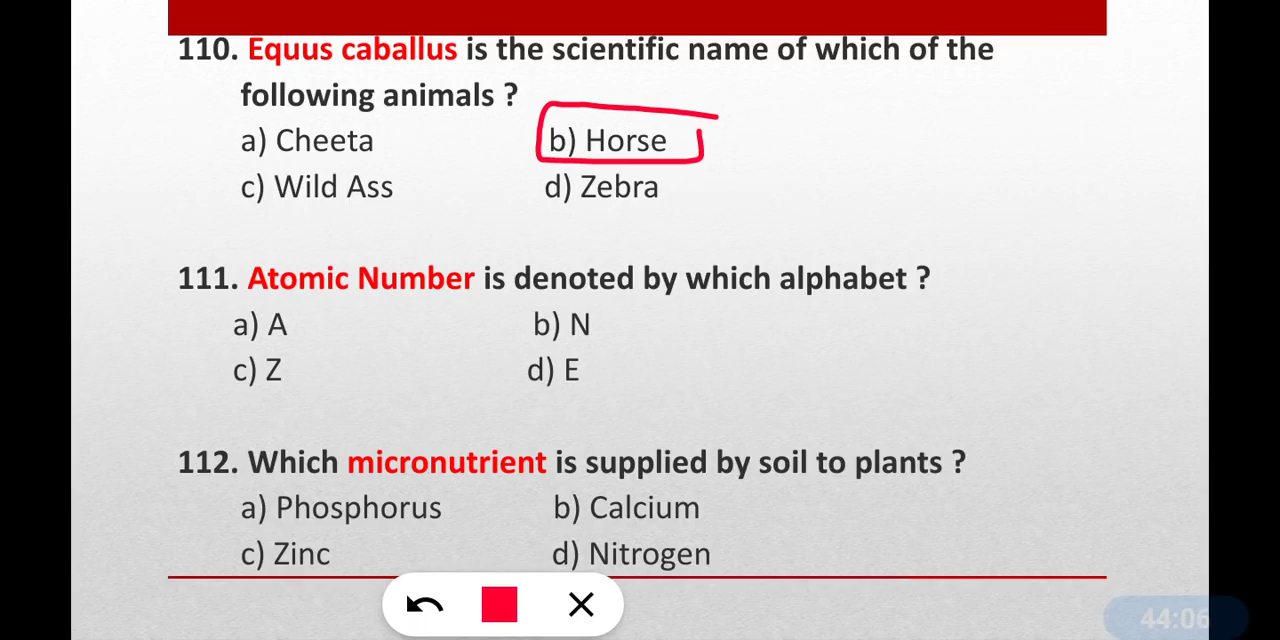 110. Equus caballus is the scientific name of which of the
following animals ?
a) Cheeta b) Horse
c) Wild Ass d) Zebra
111. Atomic Number is denoted by which alphabet ?
a) A b) N
c) Z d) E
112. Which micronutrient is supplied by soil to plants ?
a) Phosphorus b) Calcium
c) Zinc d) Nitrogen
44:06